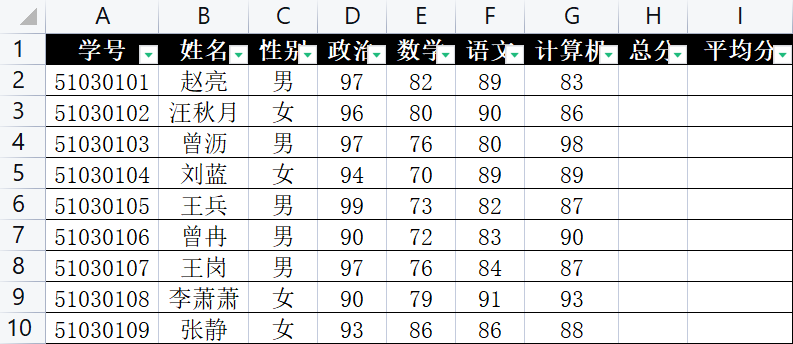 A B C D E F G H I
1 学号 姓名 性别 政治 数学 语文 计算机 总分 平均分
2 51030101 赵亮 男 97 82 89 83
3 51030102 汪秋月 女 96 80 90 86
4 51030103 曾沥 男 97 76 80 98
5 51030104 刘蓝 女 94 70 89 89
6 51030105 王兵 男 99 73 82 87
7 51030106 曾冉 男 90 72 83 90
8 51030107 王岗 男 97 76 84 87
9 51030108 李萧萧 女 90 79 91 93
10 51030109 张静 女 93 86 86 88